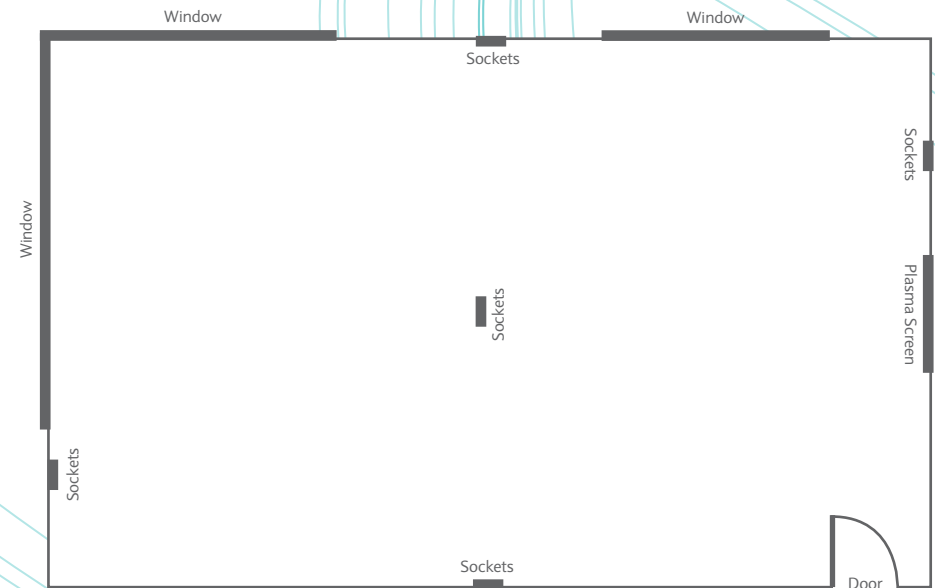 Window
Window
Sockets
Sockets
Window
Plasma Screen
Sockets
Sockets
Sockets
Door